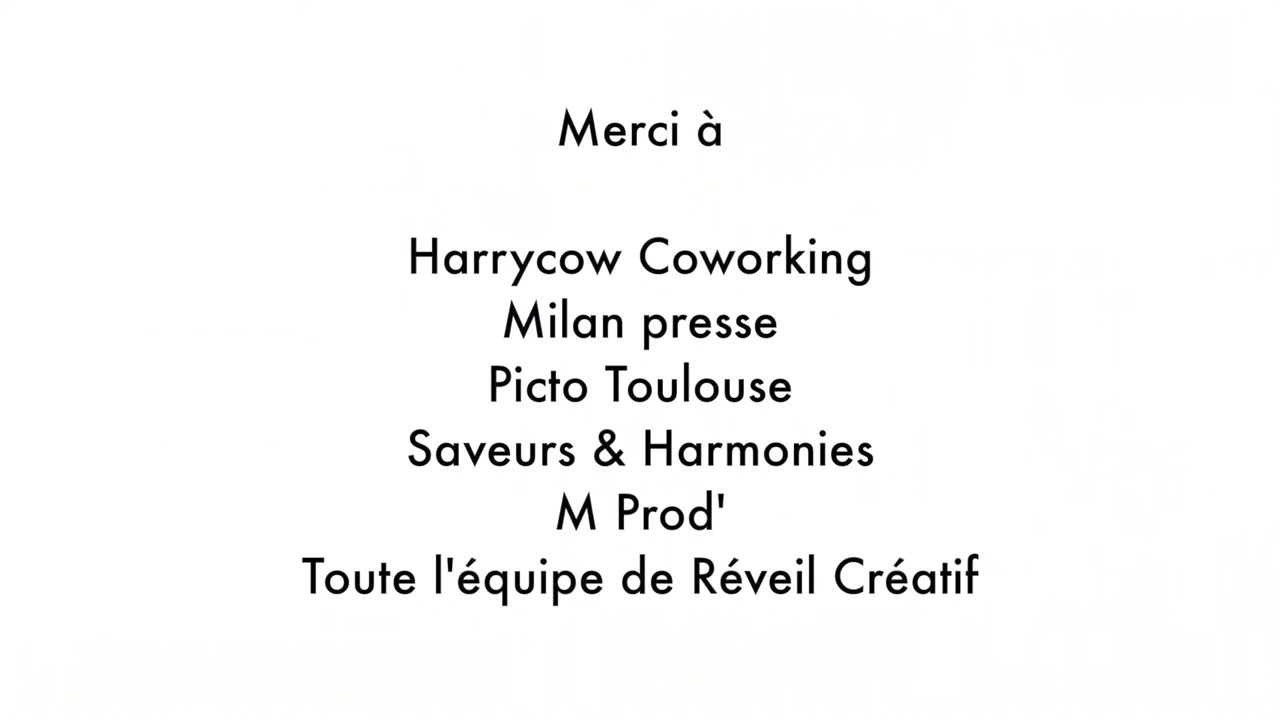 Merci à
Harrycow Coworking
Milan presse
Picto Toulouse
Saveurs & Harmonies
M Prod'
Toute l'équipe de Réveil Créatif